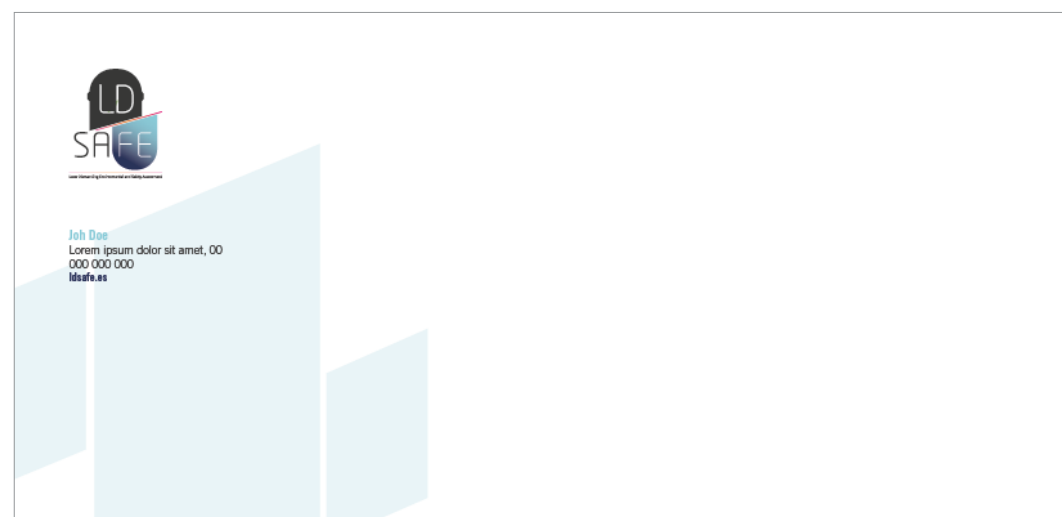 LD
SAFE
Joh Doe
Lorem ipsum dolor sit amet, 00
000 000 000
ldsafe.es